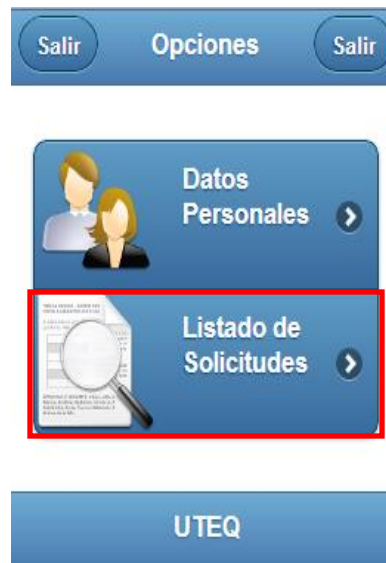 Salir Opciones Salir
Datos
Personales
Listado de
Solicitudes
UTEQ